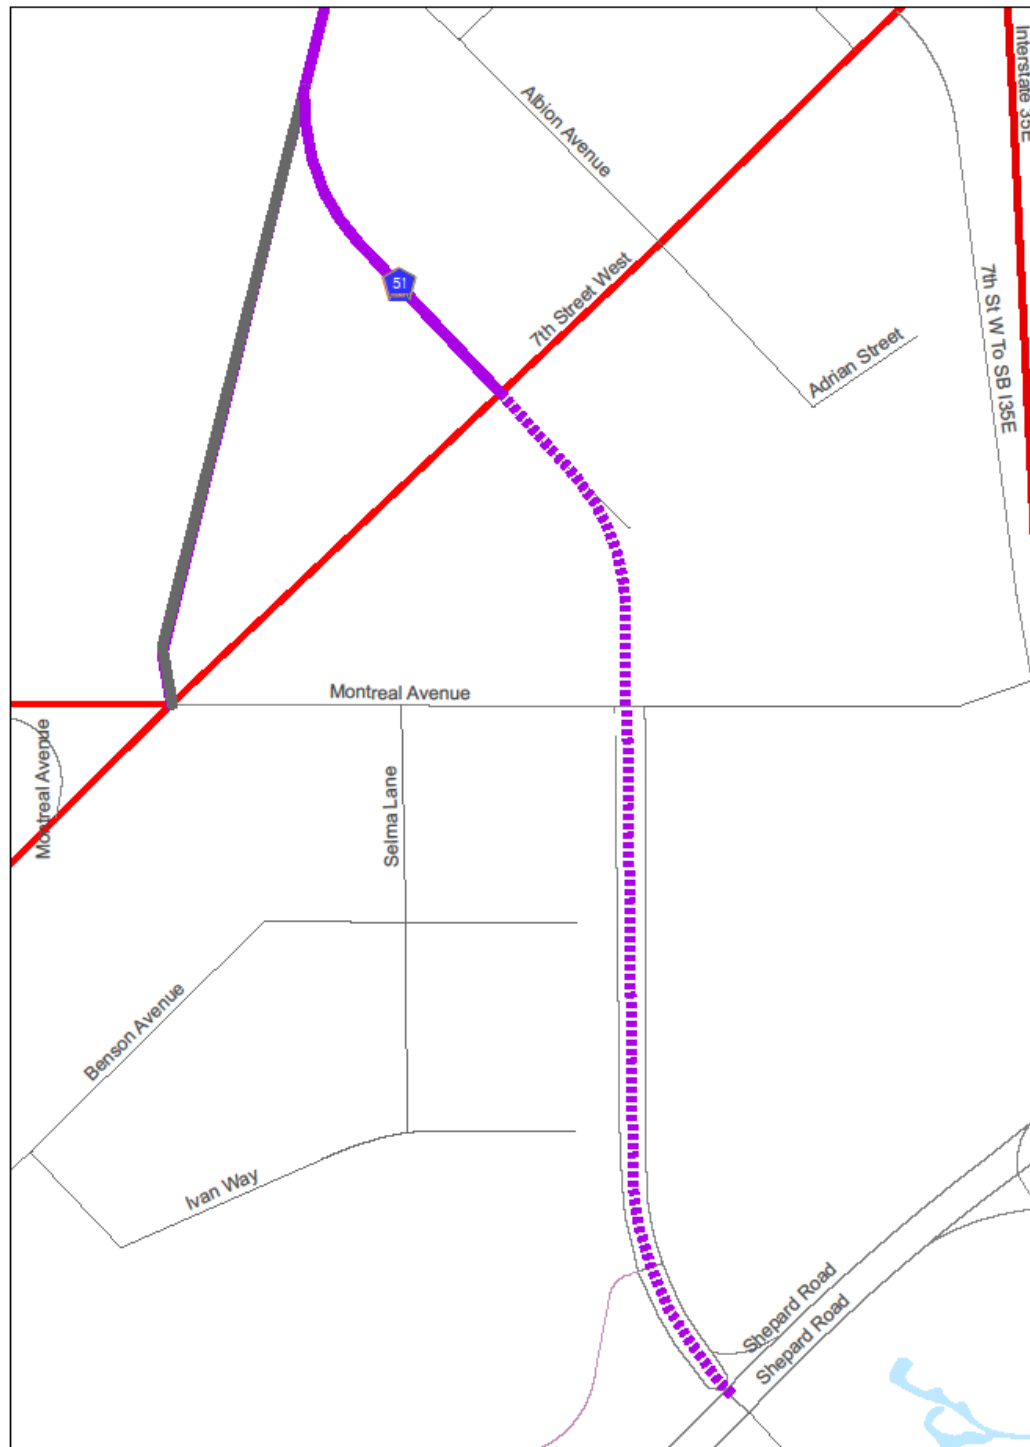 Interstate 35E
Albion Avenue
7th Street West
51
7th St W To SB I35E
Adrian Street
Montreal Avenue
Montreal Avenue
Selma Lane
Benson Avenue
Ivan Way
Shepard Road
Shepard Road